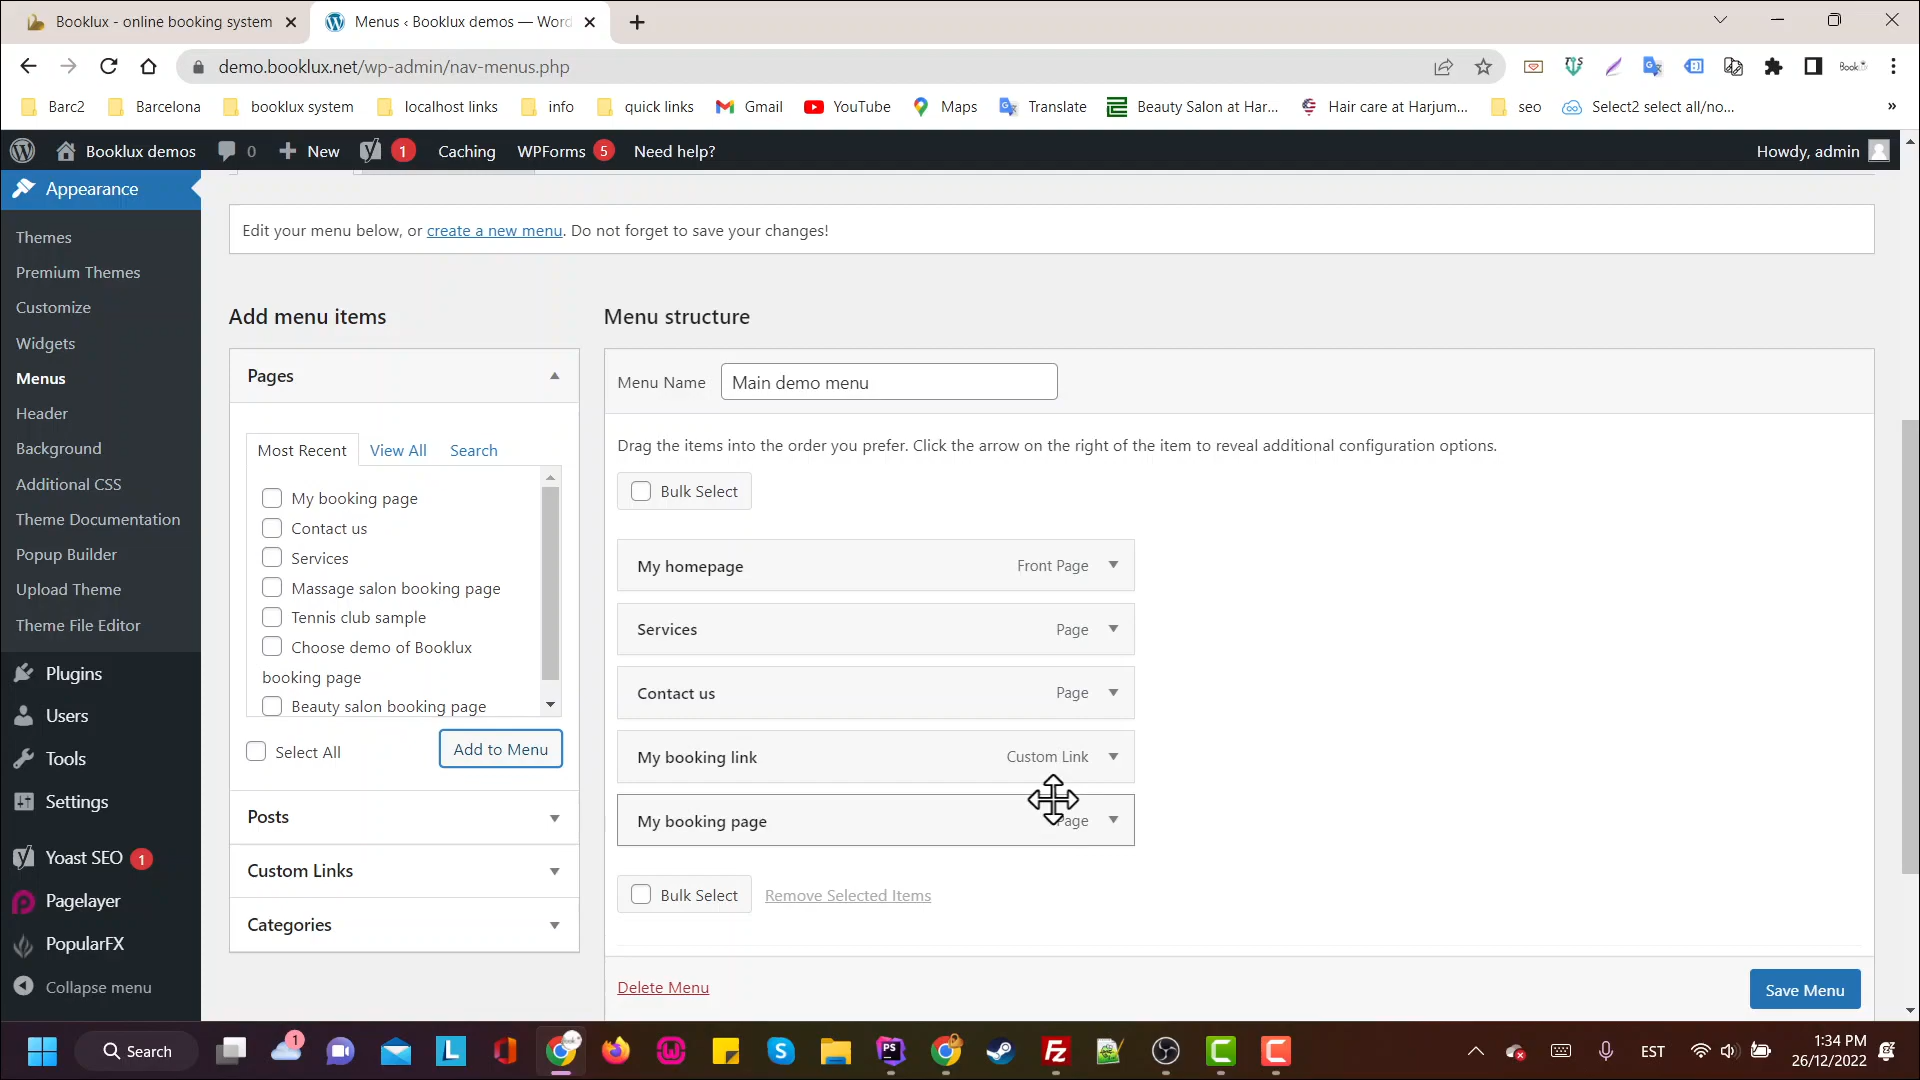 Booklux - online booking system
Menus ‹ Booklux demos — Word
demo.booklux.net/wp-admin/nav-menus.php
Barc2
Barcelona
booklux system
localhost links
info
quick links
Gmail
YouTube
Maps
Translate
Beauty Salon at Har...
Hair care at Harjum...
seo
Select2 select all/no...
»
Booklux demos
0
New
1
Caching
WPForms 5
Need help?
Howdy, admin
Appearance
Themes
Premium Themes
Customize
Widgets
Menus
Header
Background
Additional CSS
Theme Documentation
Popup Builder
Upload Theme
Theme File Editor
Plugins
Users
Tools
Settings
Yoast SEO 1
Pagelayer
PopularFX
Collapse menu
Edit your menu below, or create a new menu. Do not forget to save your changes!
Add menu items
Pages
Most Recent
View All
Search
My booking page
Contact us
Services
Massage salon booking page
Tennis club sample
Choose demo of Booklux
booking page
Beauty salon booking page
Select All
Add to Menu
Posts
Custom Links
Categories
Menu structure
Menu Name
Main demo menu
Drag the items into the order you prefer. Click the arrow on the right of the item to reveal additional configuration options.
Bulk Select
My homepage
Front Page
Services
Page
Contact us
Page
My booking link
Custom Link
My booking page
Page
Bulk Select
Remove Selected Items
Delete Menu
Save Menu
Search
1
EST
1:34 PM
26/12/2022